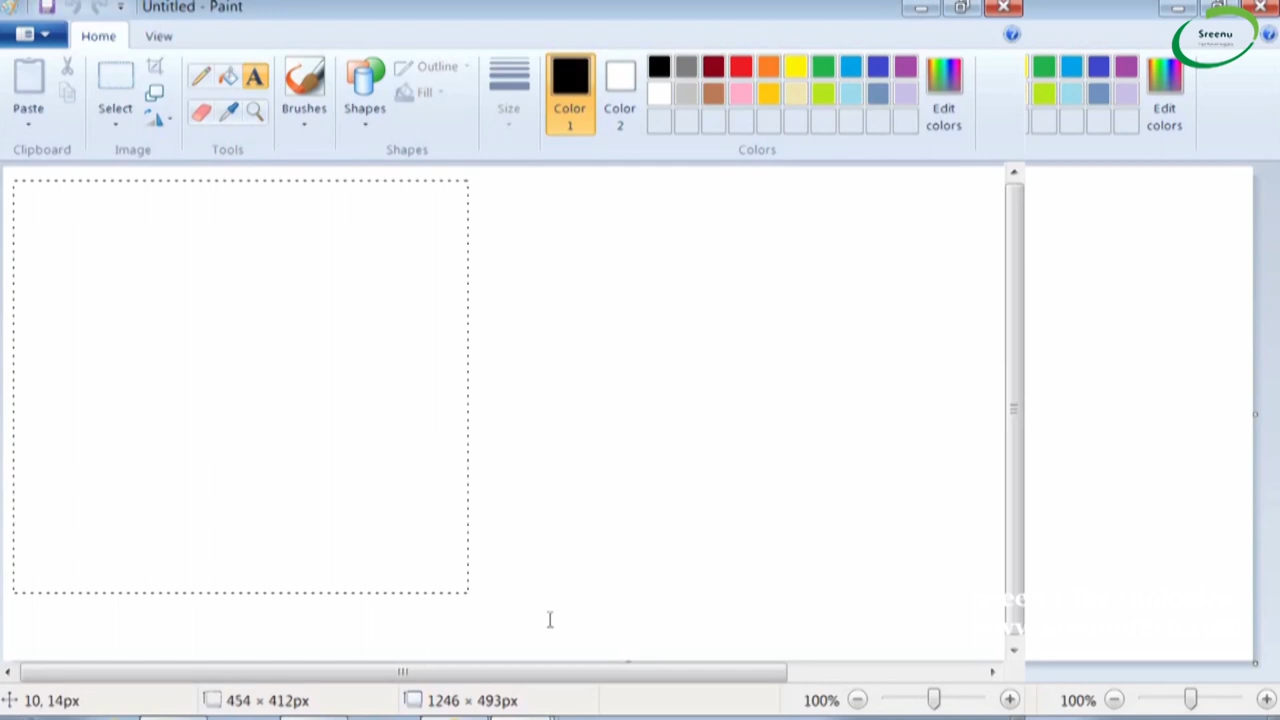 Untitled - Paint
Sreenu
Home View
Paste Select Brushes Shapes Outline Fill Size Color 1 Color 2 Edit colors Edit colors
Clipboard Image Tools Shapes Colors
10, 14px 454 × 412px 1246 × 493px 100% 100%